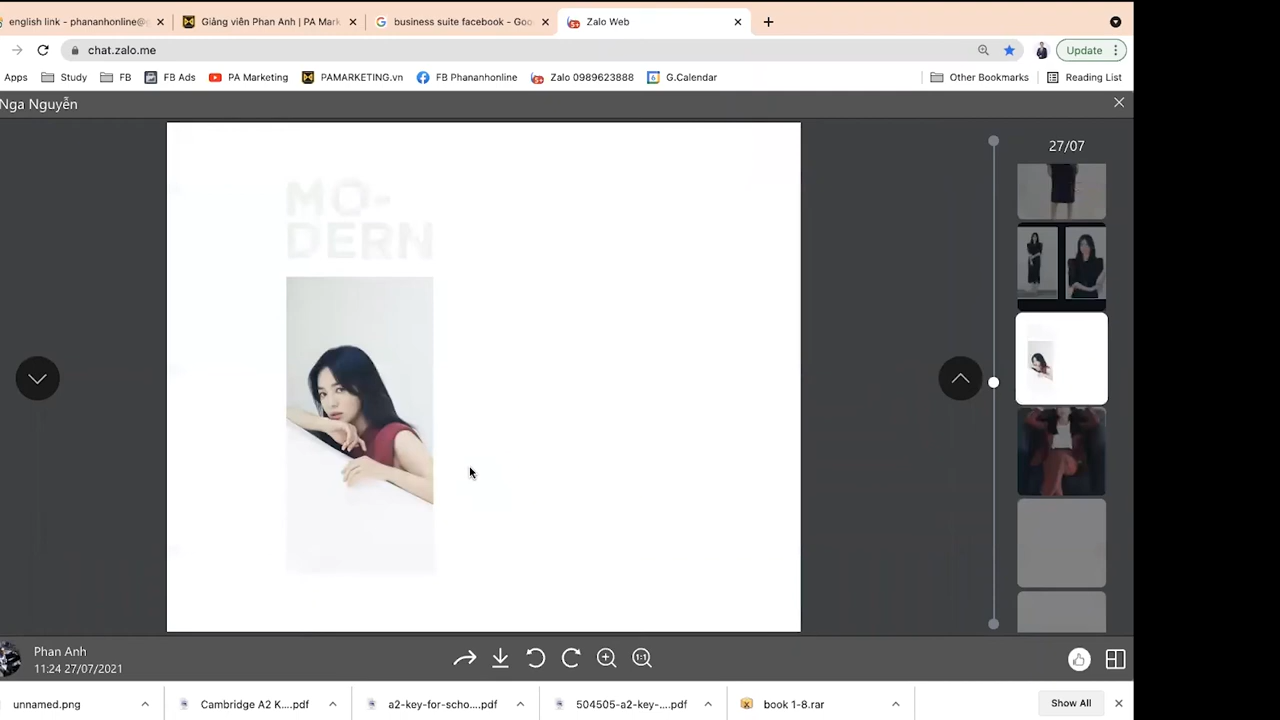 english link - phananhonline@
Giảng viên Phan Anh | PA Mark
business suite facebook - Goo
Zalo Web
chat.zalo.me
Update
Apps
Study
FB
FB Ads
PA Marketing
PAMARKETING.vn
FB Phananhonline
Zalo 0989623888
G.Calendar
Other Bookmarks
Reading List
Nga Nguyễn
27/07
MO-
DERN
Phan Anh
11:24 27/07/2021
1:1
unnamed.png
Cambridge A2 K....pdf
a2-key-for-scho....pdf
504505-a2-key-....pdf
book 1-8.rar
Show All